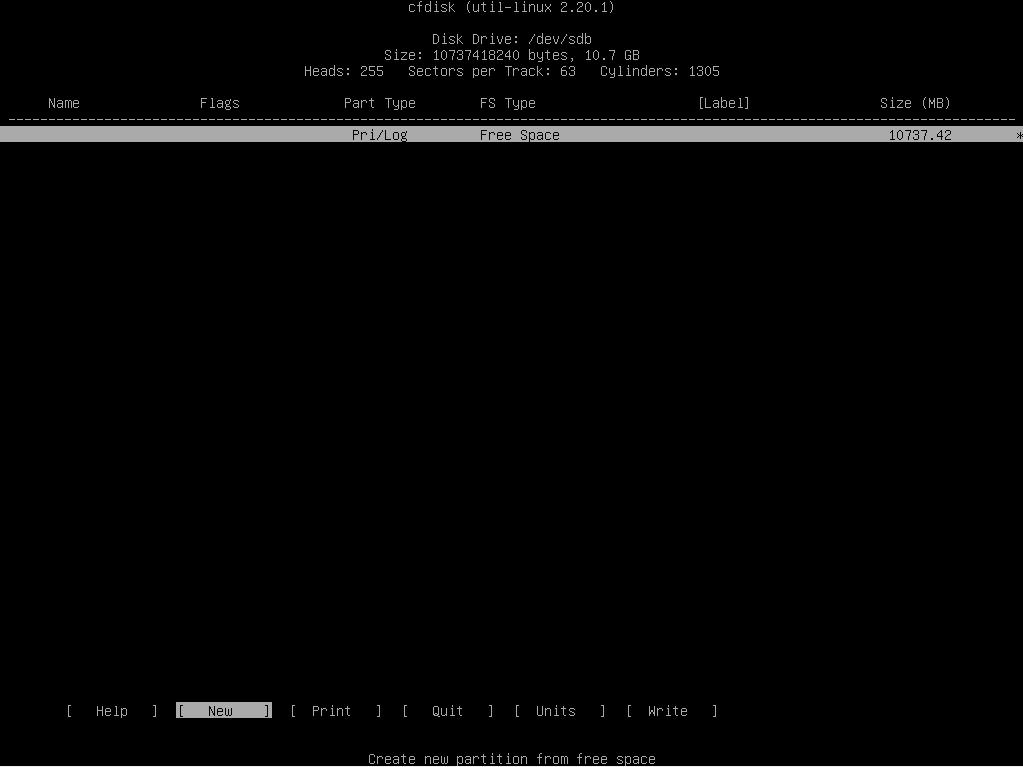 cfdisk (util-linux 2.20.1)
Disk Drive: /dev/sdb
Size: 10737418240 bytes, 10.7 GB
Heads: 255   Sectors per Track: 63   Cylinders: 1305
Name   Flags   Part Type   FS Type   [Label]   Size (MB)
------------------------------------------------------------------------------------------------------------------------------
Pri/Log   Free Space   10737.42   *
[   Help   ]  [   New    ]  [  Print   ]  [   Quit   ]  [  Units   ]  [  Write   ]
Create new partition from free space